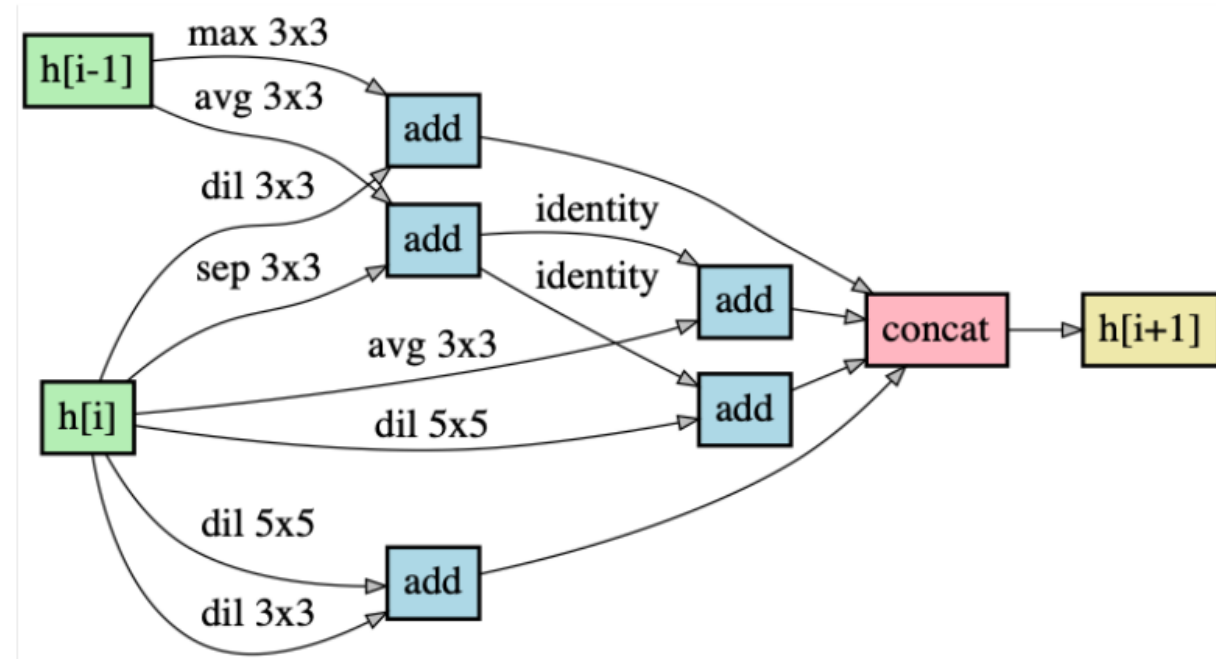 max 3x3
h[i-1]
avg 3x3
add
dil 3x3
identity
add
sep 3x3
identity
add
concat
h[i+1]
avg 3x3
add
h[i]
dil 5x5
dil 5x5
add
dil 3x3